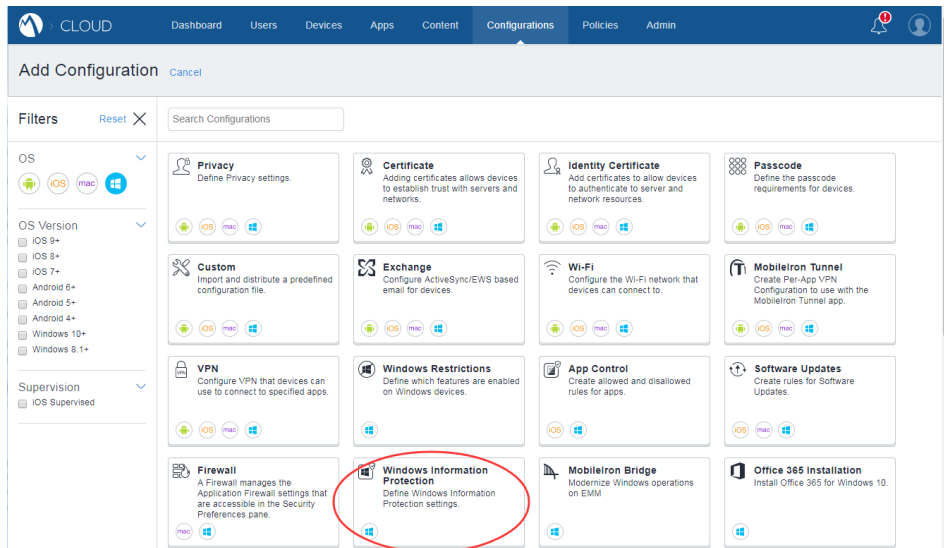 CLOUD
Dashboard Users Devices Apps Content Configurations Policies Admin
Add Configuration Cancel
Filters Reset
Search Configurations
OS
iOS mac
OS Version
iOS 9+
iOS 8+
iOS 7+
Android 6+
Android 5+
Android 4+
Windows 10+
Windows 8.1+
Supervision
iOS Supervised
Privacy
Define Privacy settings.
iOS mac
Certificate
Adding certificates allows devices
to establish trust with servers and
networks.
iOS mac
Identity Certificate
Add certificates to allow devices
to authenticate to server and
network resources.
iOS mac
Passcode
Define the passcode
requirements for devices.
iOS mac
Custom
Import and distribute a predefined
configuration file.
iOS mac
Exchange
Configure ActiveSync/EWS based
email for devices.
iOS mac
Wi-Fi
Configure the Wi-Fi network that
devices can connect to.
iOS mac
MobileIron Tunnel
Create Per-App VPN
Configuration to use with the
MobileIron Tunnel app.
iOS mac
VPN
VPN
Configure VPN that devices can
use to connect to specified apps.
iOS mac
Windows Restrictions
Define which features are enabled
on Windows devices.
App Control
Create allowed and disallowed
rules for apps.
iOS
Software Updates
Create rules for Software
Updates.
iOS mac
Firewall
A Firewall manages the
Application Firewall settings that
are accessible in the Security
Preferences pane.
mac
Windows Information
Protection
Define Windows Information
Protection settings.
MobileIron Bridge
Modernize Windows operations
on EMM
Office 365 Installation
Install Office 365 for Windows 10.